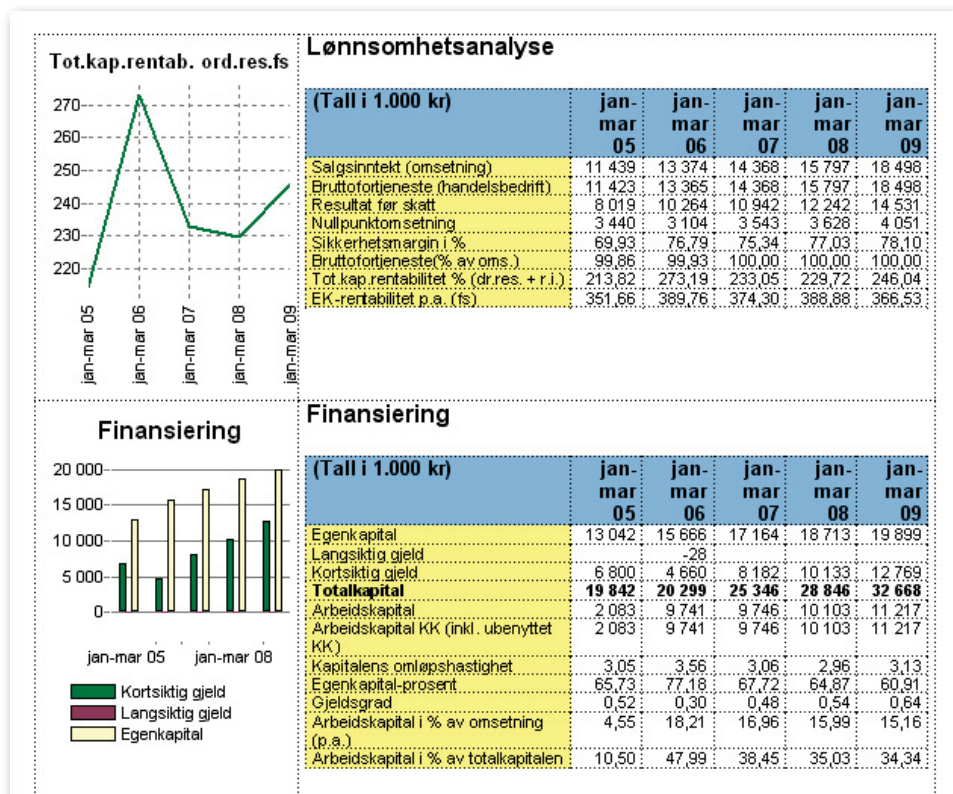 Tot.kap.rentab. ord.res.fs
270
260
250
240
230
220
jan-mar 05
jan-mar 06
jan-mar 07
jan-mar 08
jan-mar 09
Lønnsomhetsanalyse
(Tall i 1.000 kr) jan-mar 05 jan-mar 06 jan-mar 07 jan-mar 08 jan-mar 09
Salgsinntekt (omsetning) 11 439 13 374 14 368 15 797 18 498
Bruttofortjeneste (handelsbedrift) 11 423 13 365 14 368 15 797 18 498
Resultat før skatt 8 019 10 264 10 942 12 242 14 531
Nullpunktomsetning 3 440 3 104 3 543 3 628 4 051
Sikkerhetsmargin i % 69,93 76,79 75,34 77,03 78,10
Bruttofortjeneste(% av oms.) 99,86 99,93 100,00 100,00 100,00
Tot.kap.rentabilitet % (dr.res. + r.i.) 213,82 273,19 233,05 229,72 246,04
EK-rentabilitet p.a. (fs) 351,66 389,76 374,30 388,88 366,53
Finansiering
20 000
15 000
10 000
5 000
0
jan-mar 05 jan-mar 08
Kortsiktig gjeld
Langsiktig gjeld
Egenkapital
Finansiering
(Tall i 1.000 kr) jan-mar 05 jan-mar 06 jan-mar 07 jan-mar 08 jan-mar 09
Egenkapital 13 042 15 666 17 164 18 713 19 899
Langsiktig gjeld -28
Kortsiktig gjeld 6 800 4 660 8 182 10 133 12 769
Totalkapital 19 842 20 299 25 346 28 846 32 668
Arbeidskapital 2 083 9 741 9 746 10 103 11 217
Arbeidskapital KK (inkl. ubenyttet KK) 2 083 9 741 9 746 10 103 11 217
Kapitalens omløpshastighet 3,05 3,56 3,06 2,96 3,13
Egenkapital-prosent 65,73 77,18 67,72 64,87 60,91
Gjeldsgrad 0,52 0,30 0,48 0,54 0,64
Arbeidskapital i % av omsetning (p.a.) 4,55 18,21 16,96 15,99 15,16
Arbeidskapital i % av totalkapitalen 10,50 47,99 38,45 35,03 34,34